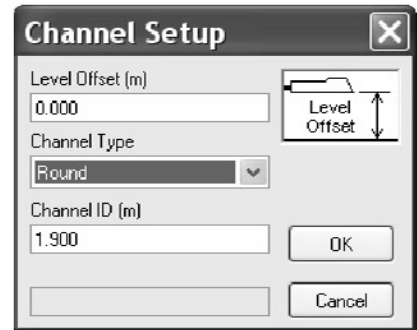 Channel Setup
Level Offset (m)
0.000
Level
Offset
Channel Type
Round
Channel ID (m)
1.900
OK
Cancel